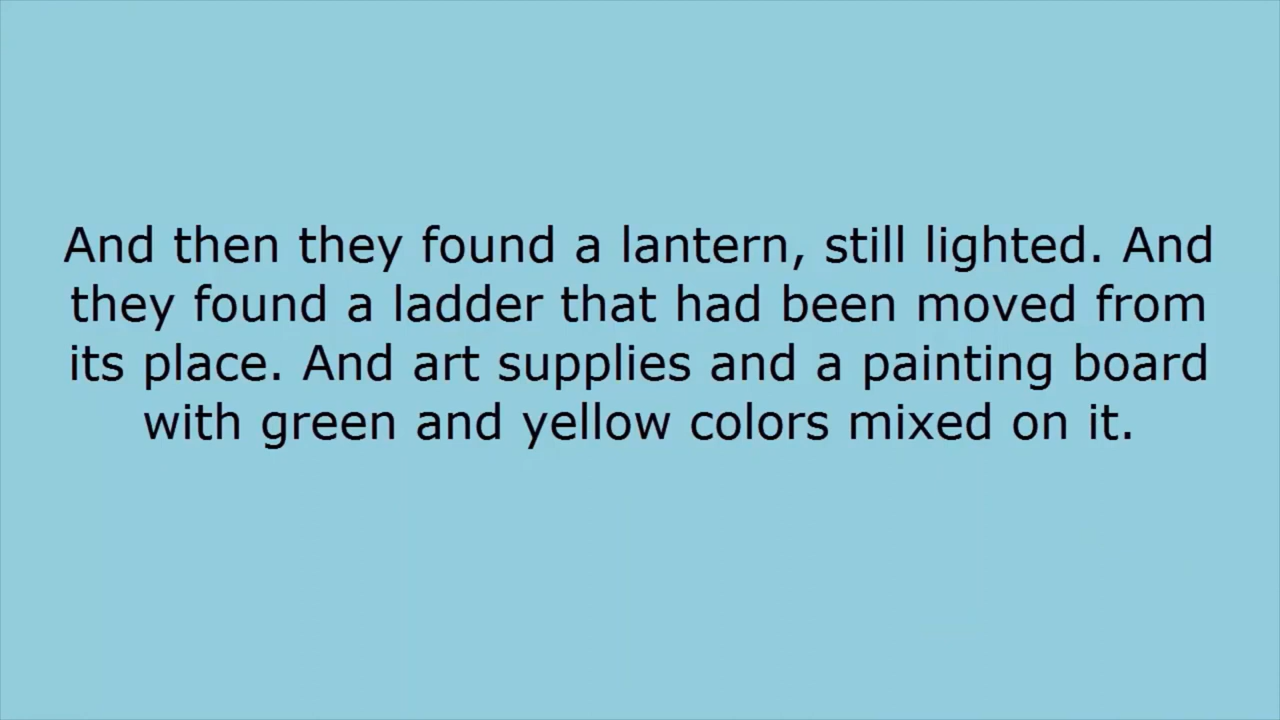 And then they found a lantern, still lighted. And
they found a ladder that had been moved from
its place. And art supplies and a painting board
with green and yellow colors mixed on it.